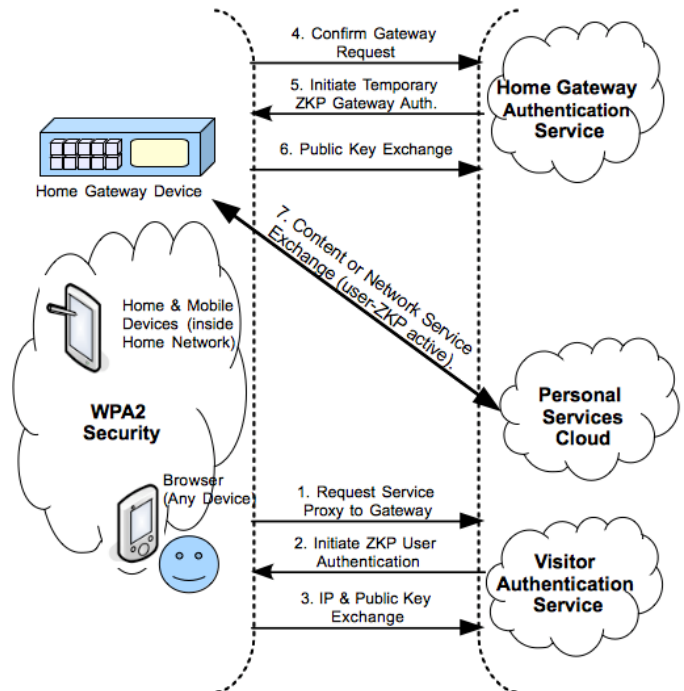 4. Confirm Gateway
Request
5. Initiate Temporary
ZKP Gateway Auth.
6. Public Key Exchange
Home Gateway
Authentication
Service
Home Gateway Device
7. Content or Network Service
Exchange (user-ZKP active).
Home & Mobile
Devices (inside
Home Network)
WPA2
Security
Personal
Services
Cloud
Browser
(Any Device)
1. Request Service
Proxy to Gateway
2. Initiate ZKP User
Authentication
3. IP & Public Key
Exchange
Visitor
Authentication
Service